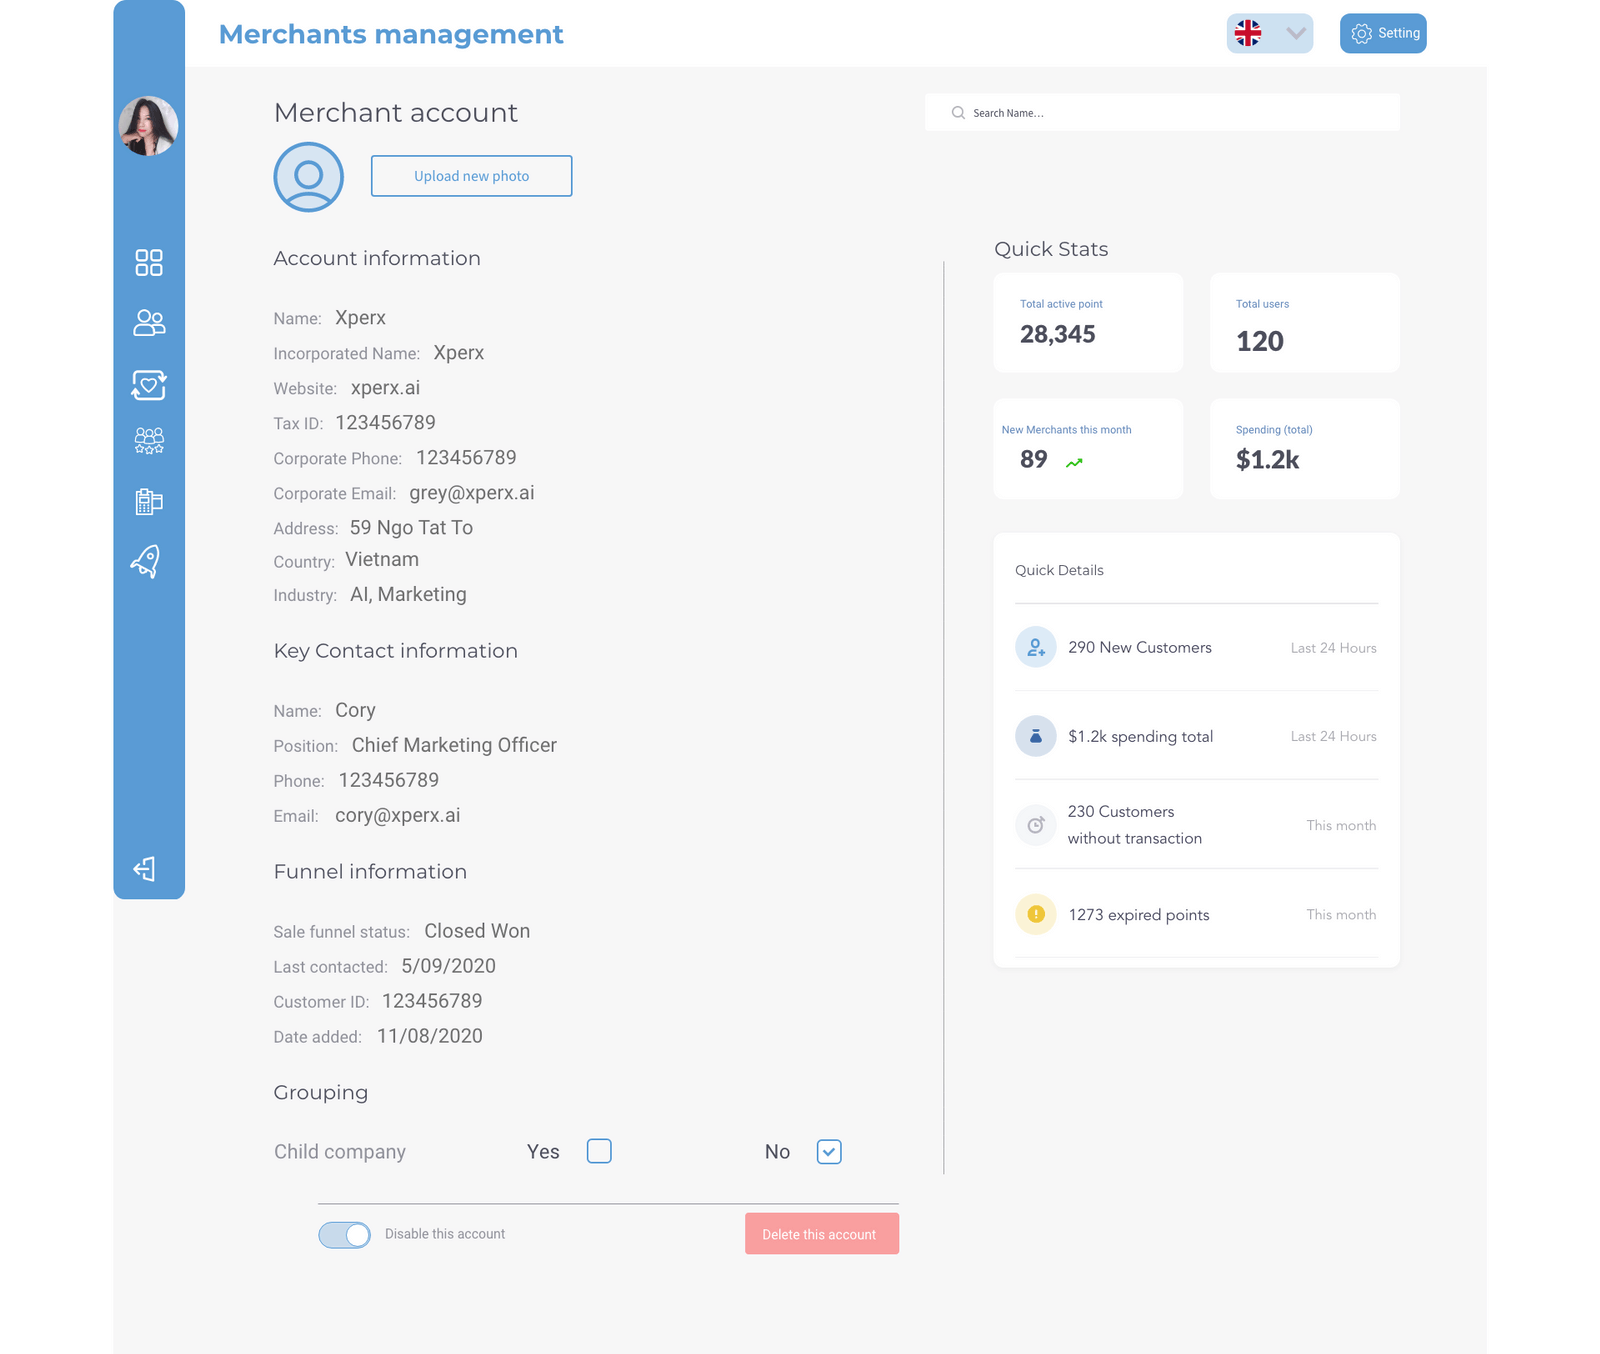 Merchants management
Setting
Merchant account
Search Name...
Upload new photo
Account information
Name: Xperx
Incorporated Name: Xperx
Website: xperx.ai
Tax ID: 123456789
Corporate Phone: 123456789
Corporate Email: grey@xperx.ai
Address: 59 Ngo Tat To
Country: Vietnam
Industry: AI, Marketing
Key Contact information
Name: Cory
Position: Chief Marketing Officer
Phone: 123456789
Email: cory@xperx.ai
Funnel information
Sale funnel status: Closed Won
Last contacted: 5/09/2020
Customer ID: 123456789
Date added: 11/08/2020
Grouping
Child company Yes No
Disable this account
Delete this account
Quick Stats
Total active point
28,345
Total users
120
New Merchants this month
89
Spending (total)
$1.2k
Quick Details
290 New Customers Last 24 Hours
$1.2k spending total Last 24 Hours
230 Customers
without transaction
This month
1273 expired points This month